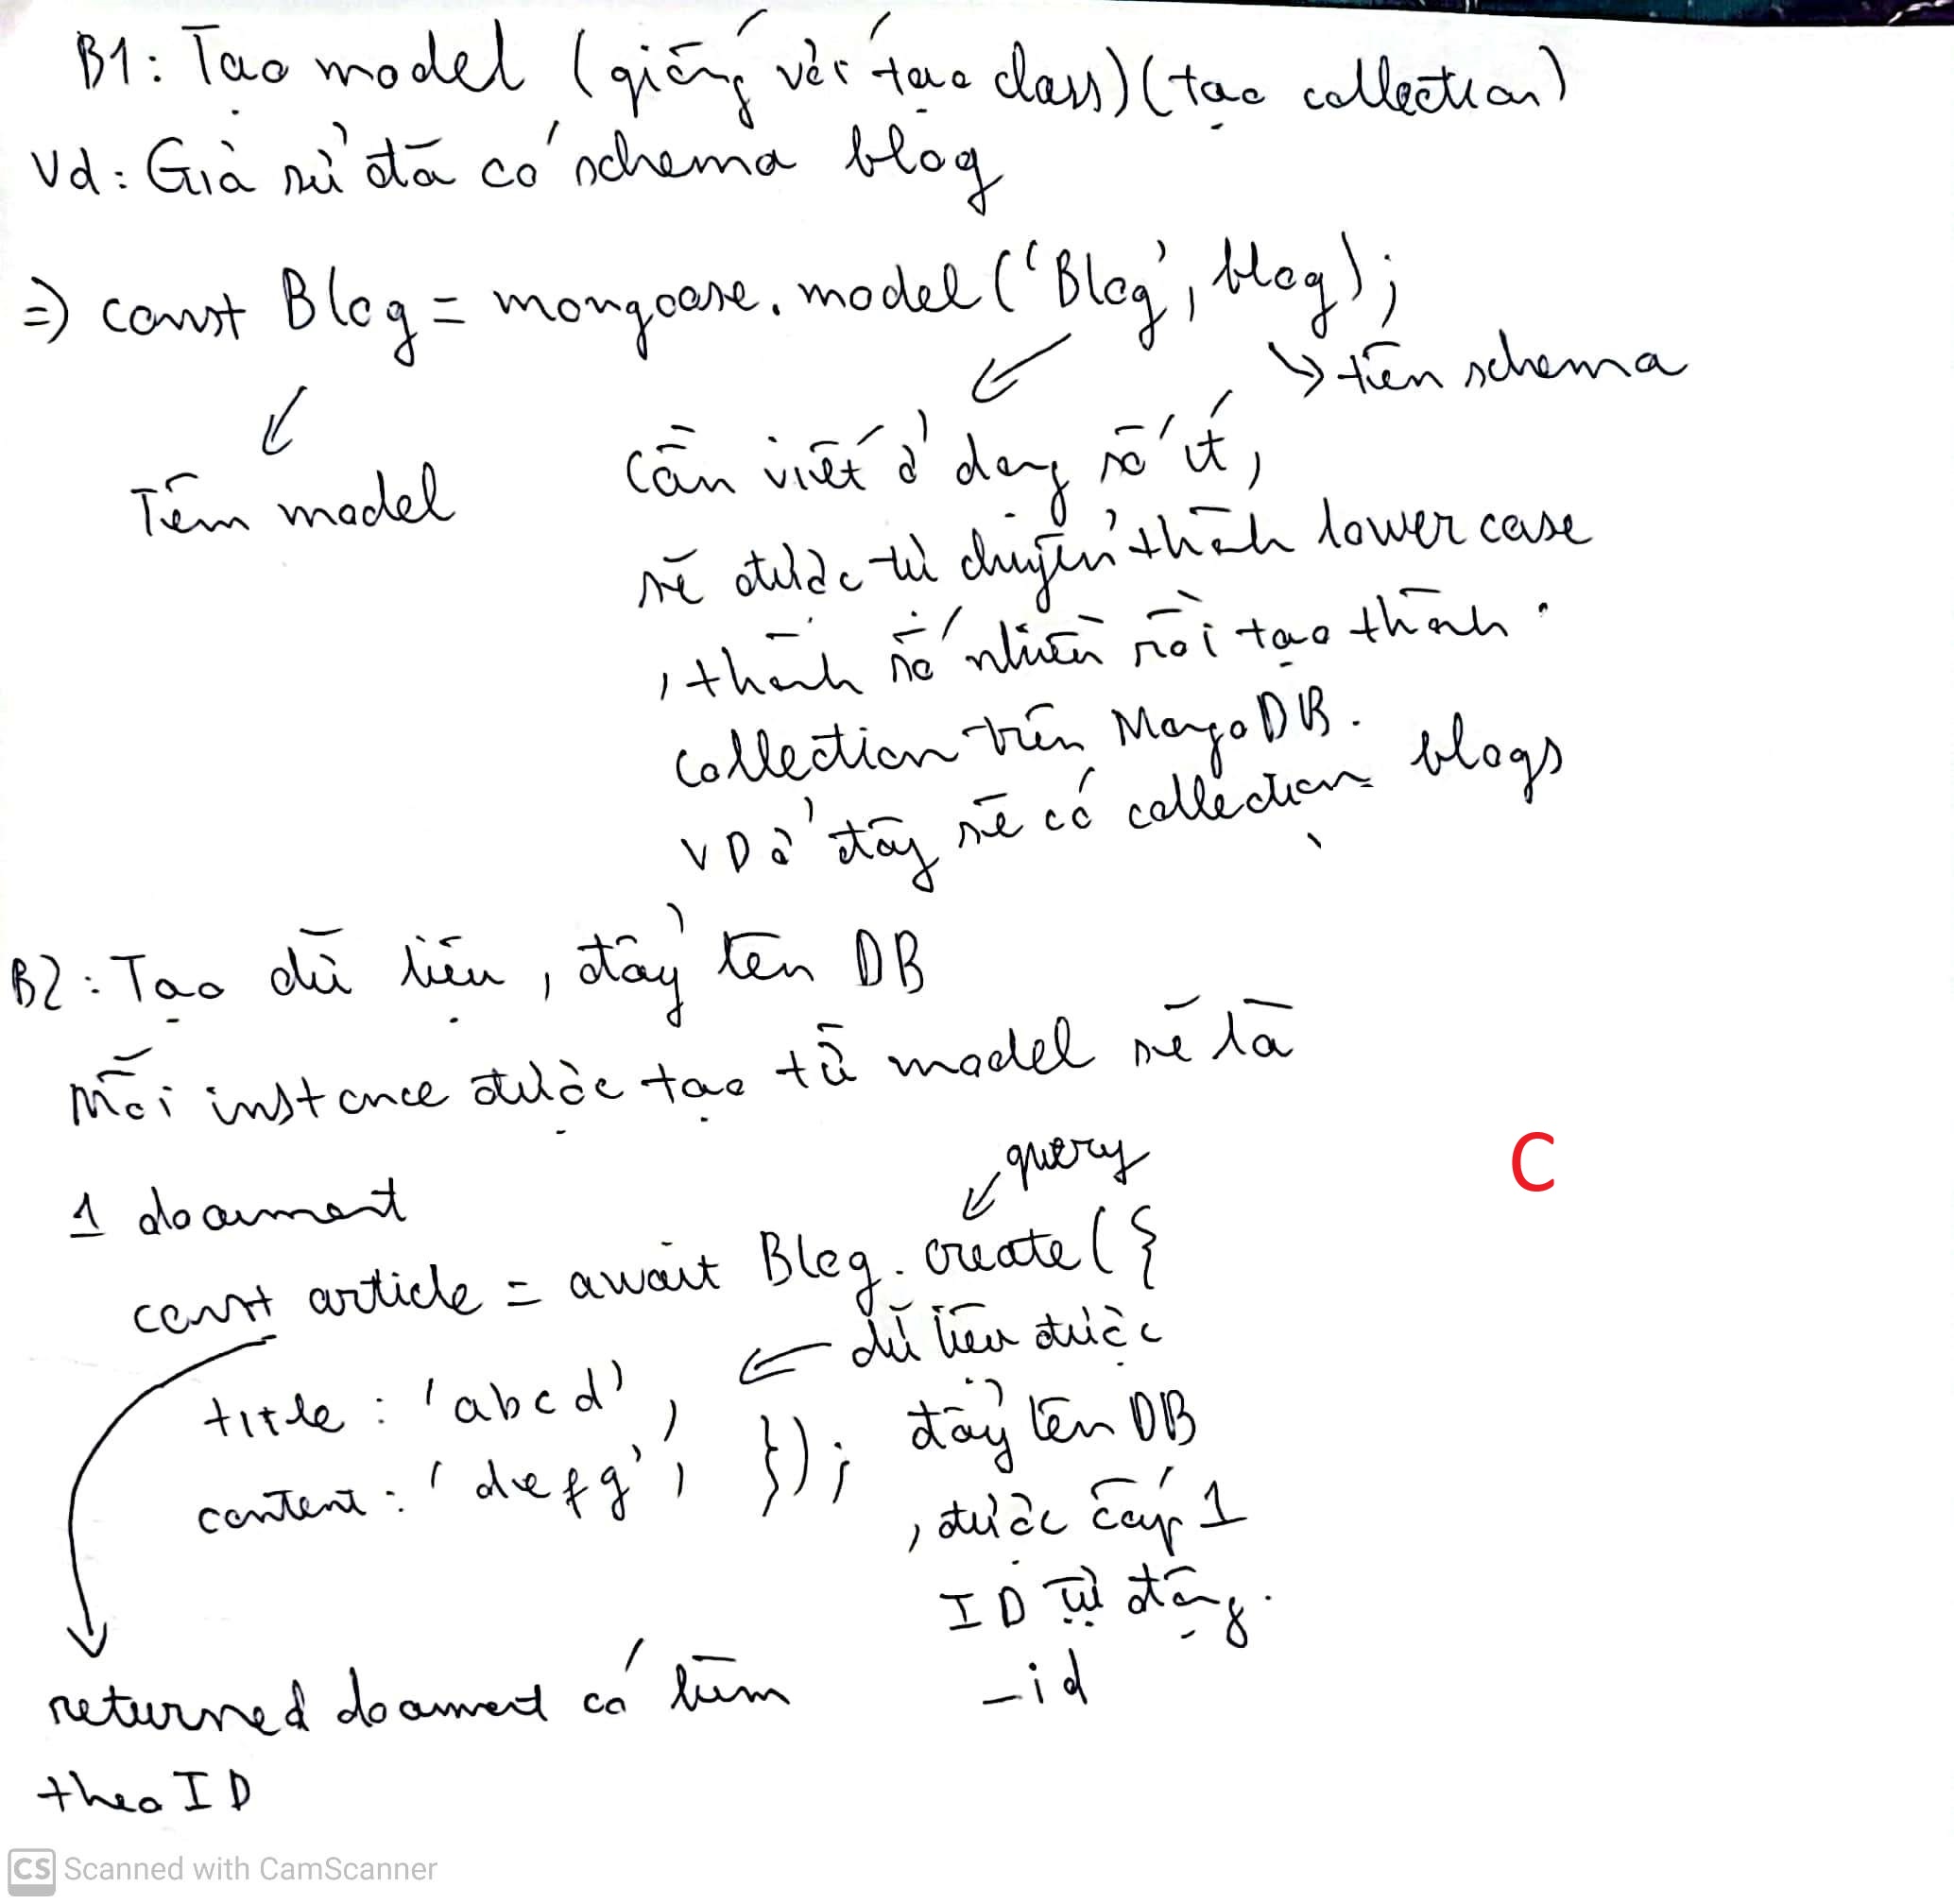 B1: Tạo model (giống với tạo class) (tạo collection)
Vd: Giả sử đã có schema blog
=> const Blog = mongoose.model('Blog', blog);
tên schema
Tên model
Cần viết ở dạng số ít,
sẽ được tự chuyển thành lowercase
, thành số nhiều rồi tạo thành
collection trên MongoDB.
VD ở đây sẽ có collection blogs
B2: Tạo dữ liệu, đẩy lên DB
Mỗi instance được tạo từ model sẽ là
1 document
query
const article = await Blog.create({
dữ liệu được
title: 'abcd',
đẩy lên DB
content: 'defg', });
, được cấp 1
ID tự động.
_id
returned document có kèm
theo ID
C
CS Scanned with CamScanner